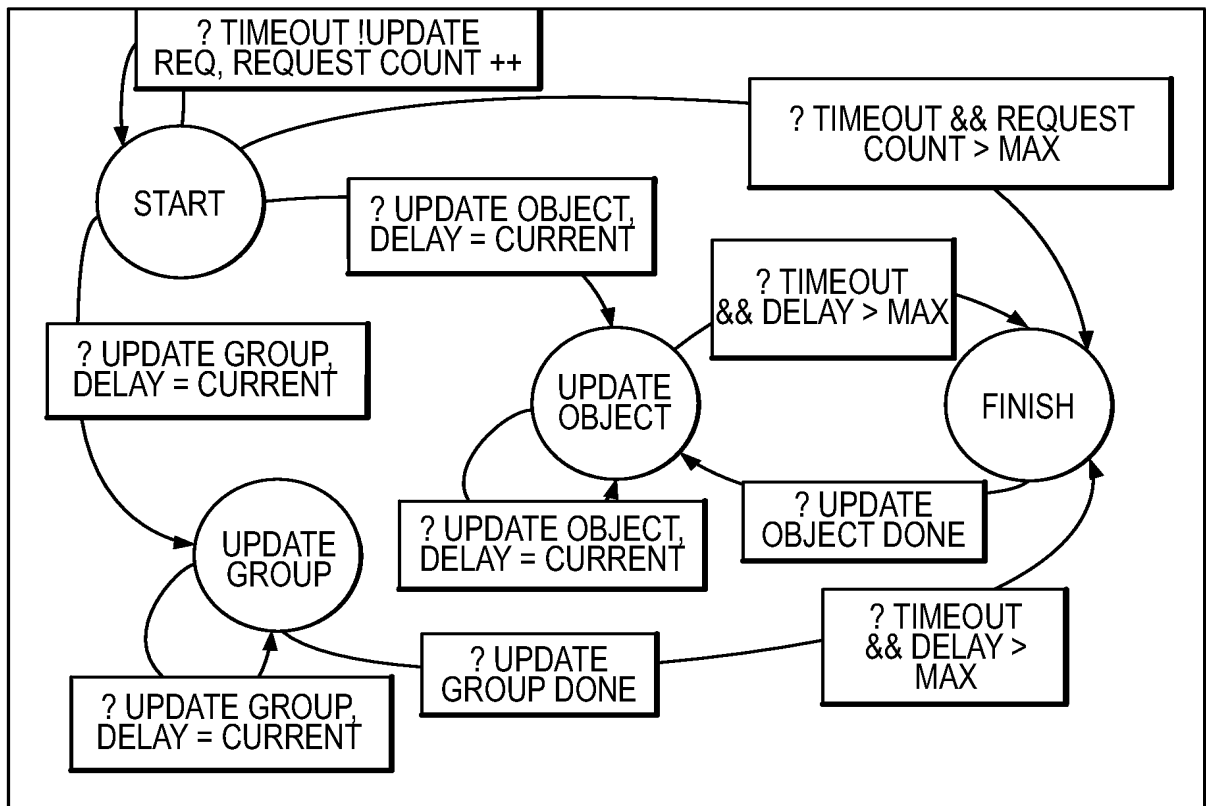 ? TIMEOUT !UPDATE
REQ, REQUEST COUNT ++
? TIMEOUT && REQUEST
COUNT > MAX
START
? UPDATE OBJECT,
DELAY = CURRENT
? TIMEOUT
&& DELAY > MAX
? UPDATE GROUP,
DELAY = CURRENT
UPDATE
OBJECT
FINISH
? UPDATE OBJECT,
DELAY = CURRENT
? UPDATE
OBJECT DONE
UPDATE
GROUP
? TIMEOUT
&& DELAY >
MAX
? UPDATE
GROUP DONE
? UPDATE GROUP,
DELAY = CURRENT